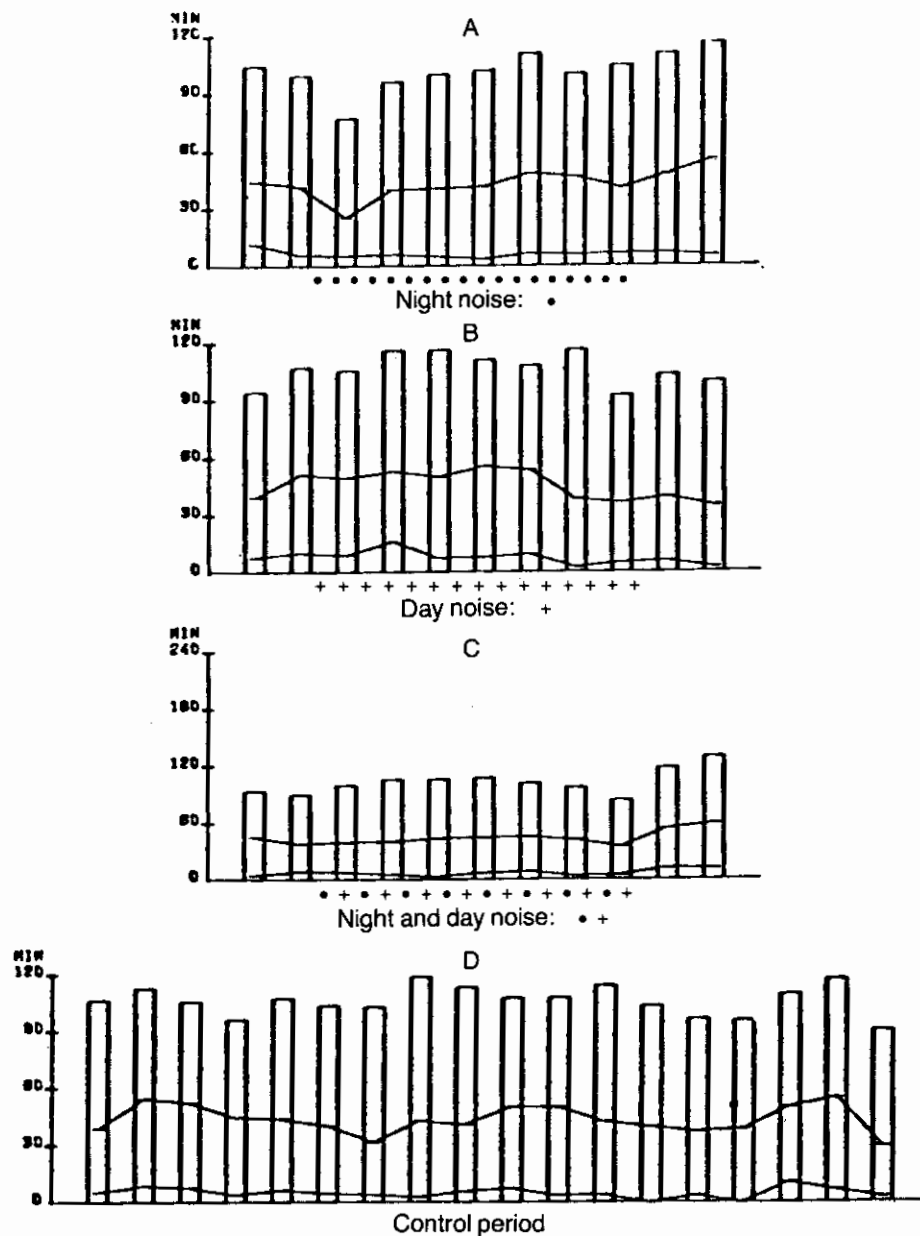 MIN
A
120
90
60
30
0
Night noise: •
MIN
B
120
90
60
30
0
Day noise: +
MIN
C
240
180
120
60
0
Night and day noise: • +
MIN
D
120
90
60
30
0
Control period